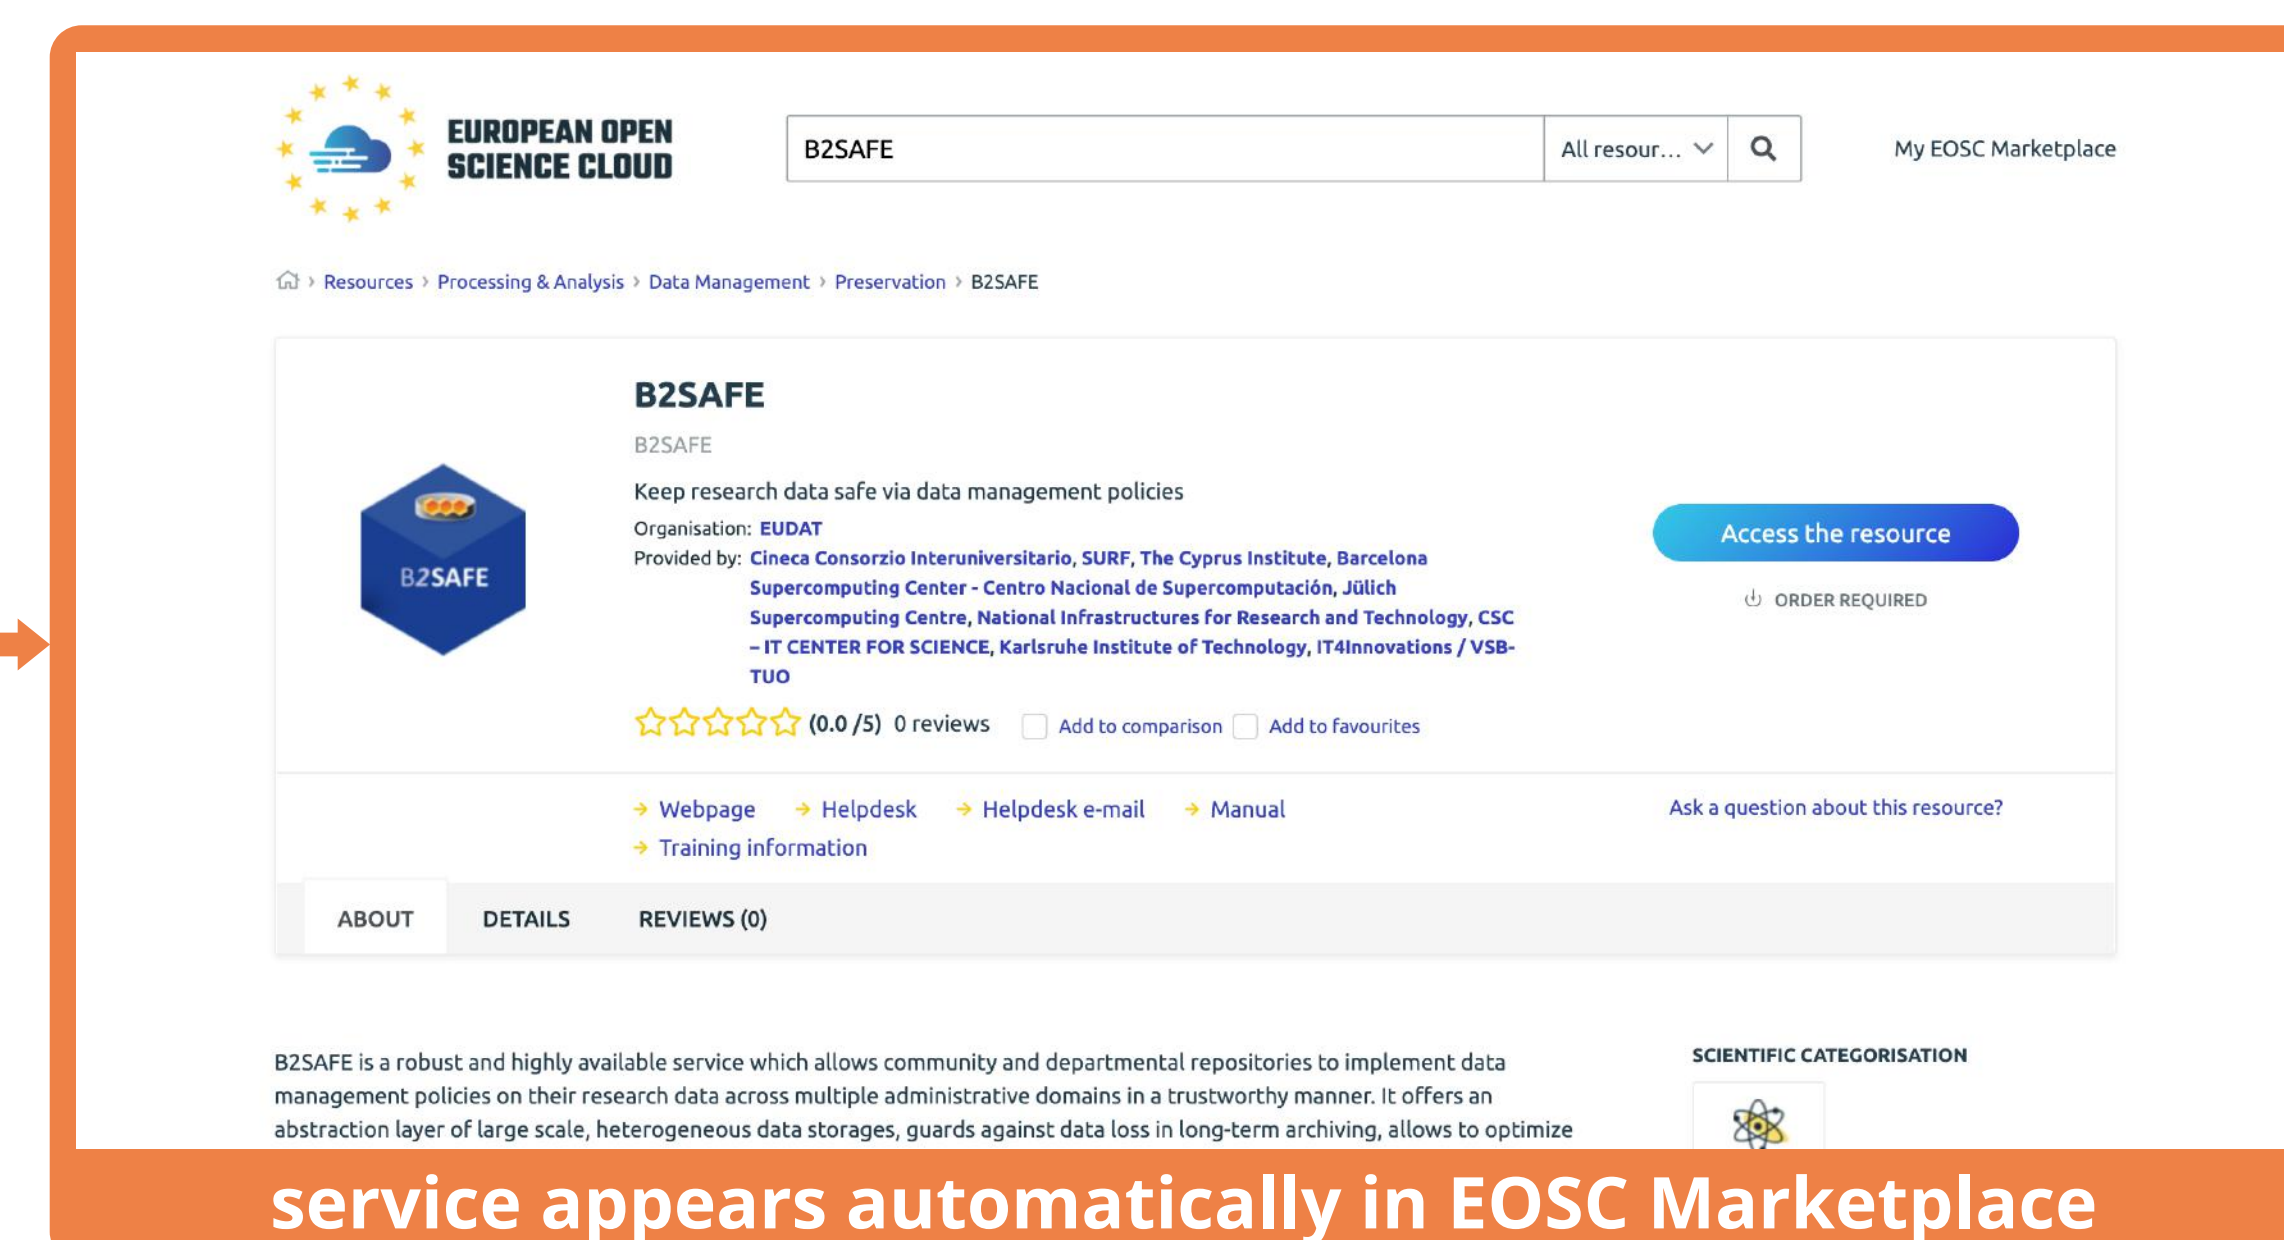 EUROPEAN OPEN
SCIENCE CLOUD
B2SAFE
All resour...
My EOSC Marketplace
Resources › Processing & Analysis › Data Management › Preservation › B2SAFE
B2SAFE
B2SAFE
B2SAFE
Keep research data safe via data management policies
Organisation: EUDAT
Provided by: Cineca Consorzio Interuniversitario, SURF, The Cyprus Institute, Barcelona
Supercomputing Center - Centro Nacional de Supercomputación, Jülich
Supercomputing Centre, National Infrastructures for Research and Technology, CSC
– IT CENTER FOR SCIENCE, Karlsruhe Institute of Technology, IT4Innovations / VSB-
TUO
(0.0 /5) 0 reviews Add to comparison Add to favourites
Access the resource
ORDER REQUIRED
Webpage Helpdesk Helpdesk e-mail Manual
Training information
Ask a question about this resource?
ABOUT DETAILS REVIEWS (0)
B2SAFE is a robust and highly available service which allows community and departmental repositories to implement data
management policies on their research data across multiple administrative domains in a trustworthy manner. It offers an
abstraction layer of large scale, heterogeneous data storages, guards against data loss in long-term archiving, allows to optimize
SCIENTIFIC CATEGORISATION
service appears automatically in EOSC Marketplace